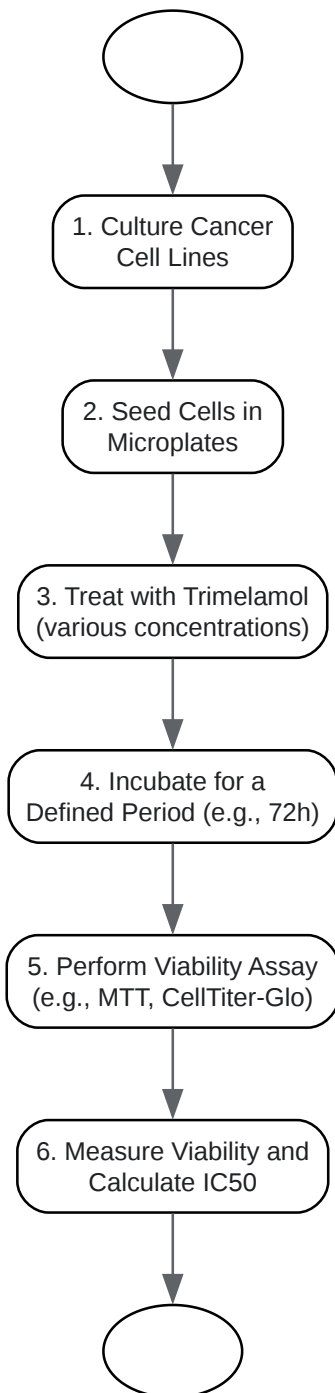 1. Culture Cancer
Cell Lines
2. Seed Cells in
Microplates
3. Treat with Trimelamol
(various concentrations)
4. Incubate for a
Defined Period (e.g., 72h)
5. Perform Viability Assay
(e.g., MTT, CellTiter-Glo)
6. Measure Viability and
Calculate IC50